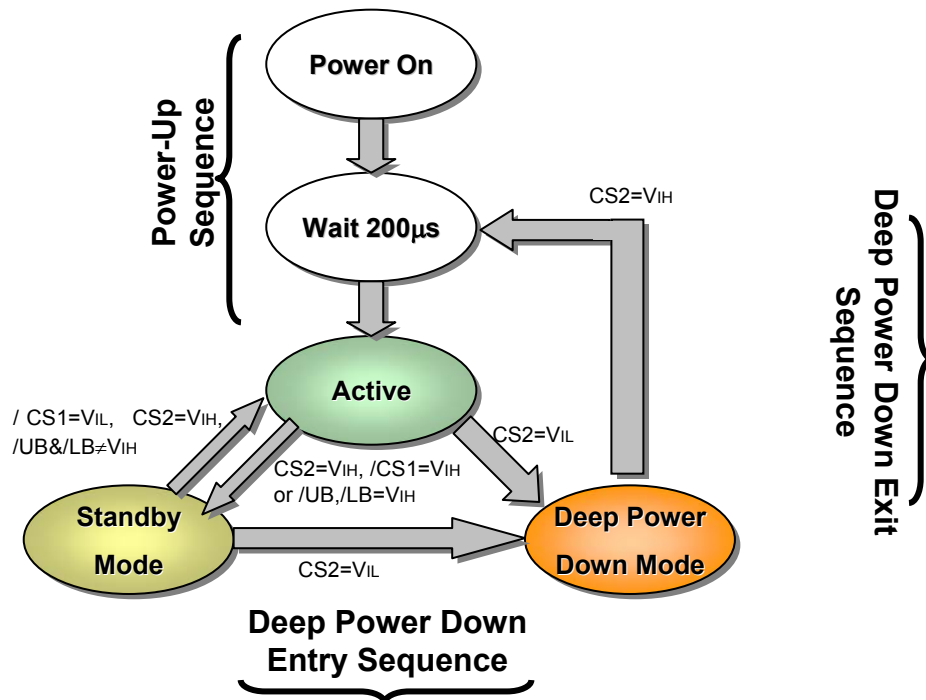 Power On
Power-Up
Sequence
Wait 200μs
CS2=VIH
Deep Power Down Exit
Sequence
Active
/ CS1=VIL, CS2=VIH,
/UB&/LB≠VIH
CS2=VIL
CS2=VIH, /CS1=VIH
or /UB,/LB=VIH
Standby
Mode
Deep Power
Down Mode
CS2=VIL
Deep Power Down
Entry Sequence